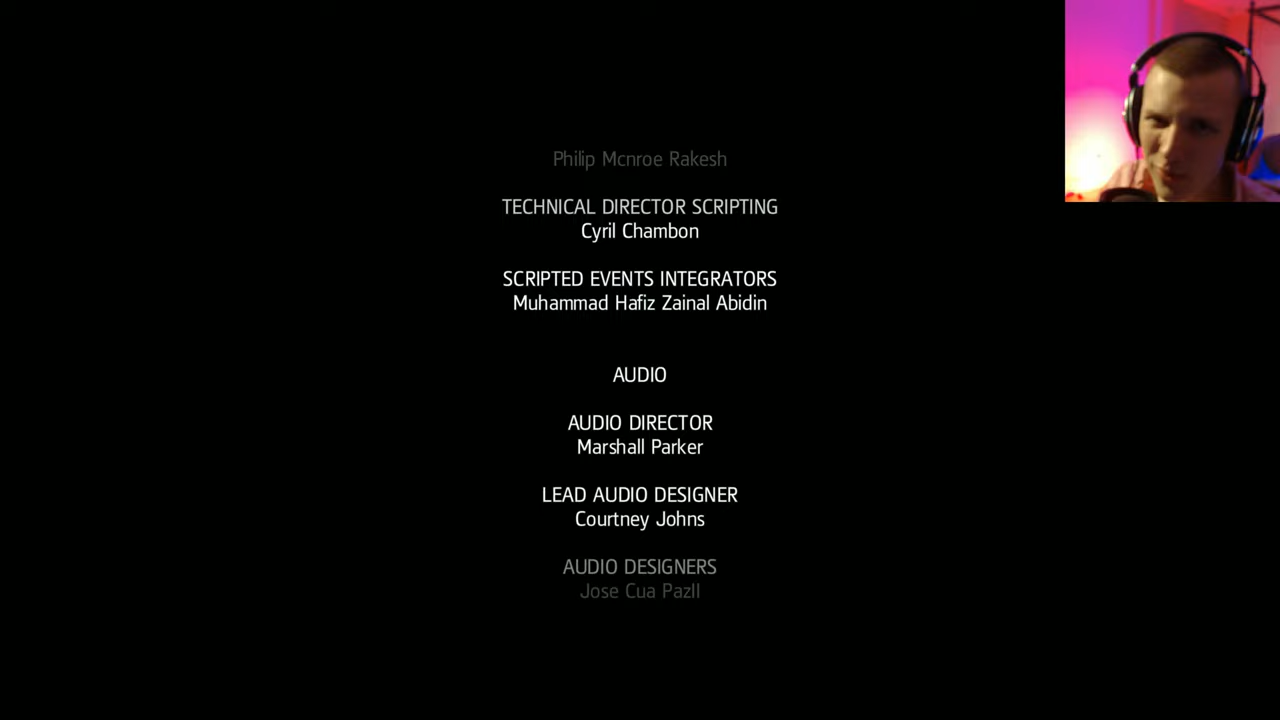 Philip Mcnroe Rakesh
TECHNICAL DIRECTOR SCRIPTING
Cyril Chambon
SCRIPTED EVENTS INTEGRATORS
Muhammad Hafiz Zainal Abidin
AUDIO
AUDIO DIRECTOR
Marshall Parker
LEAD AUDIO DESIGNER
Courtney Johns
AUDIO DESIGNERS
Jose Cua PazII